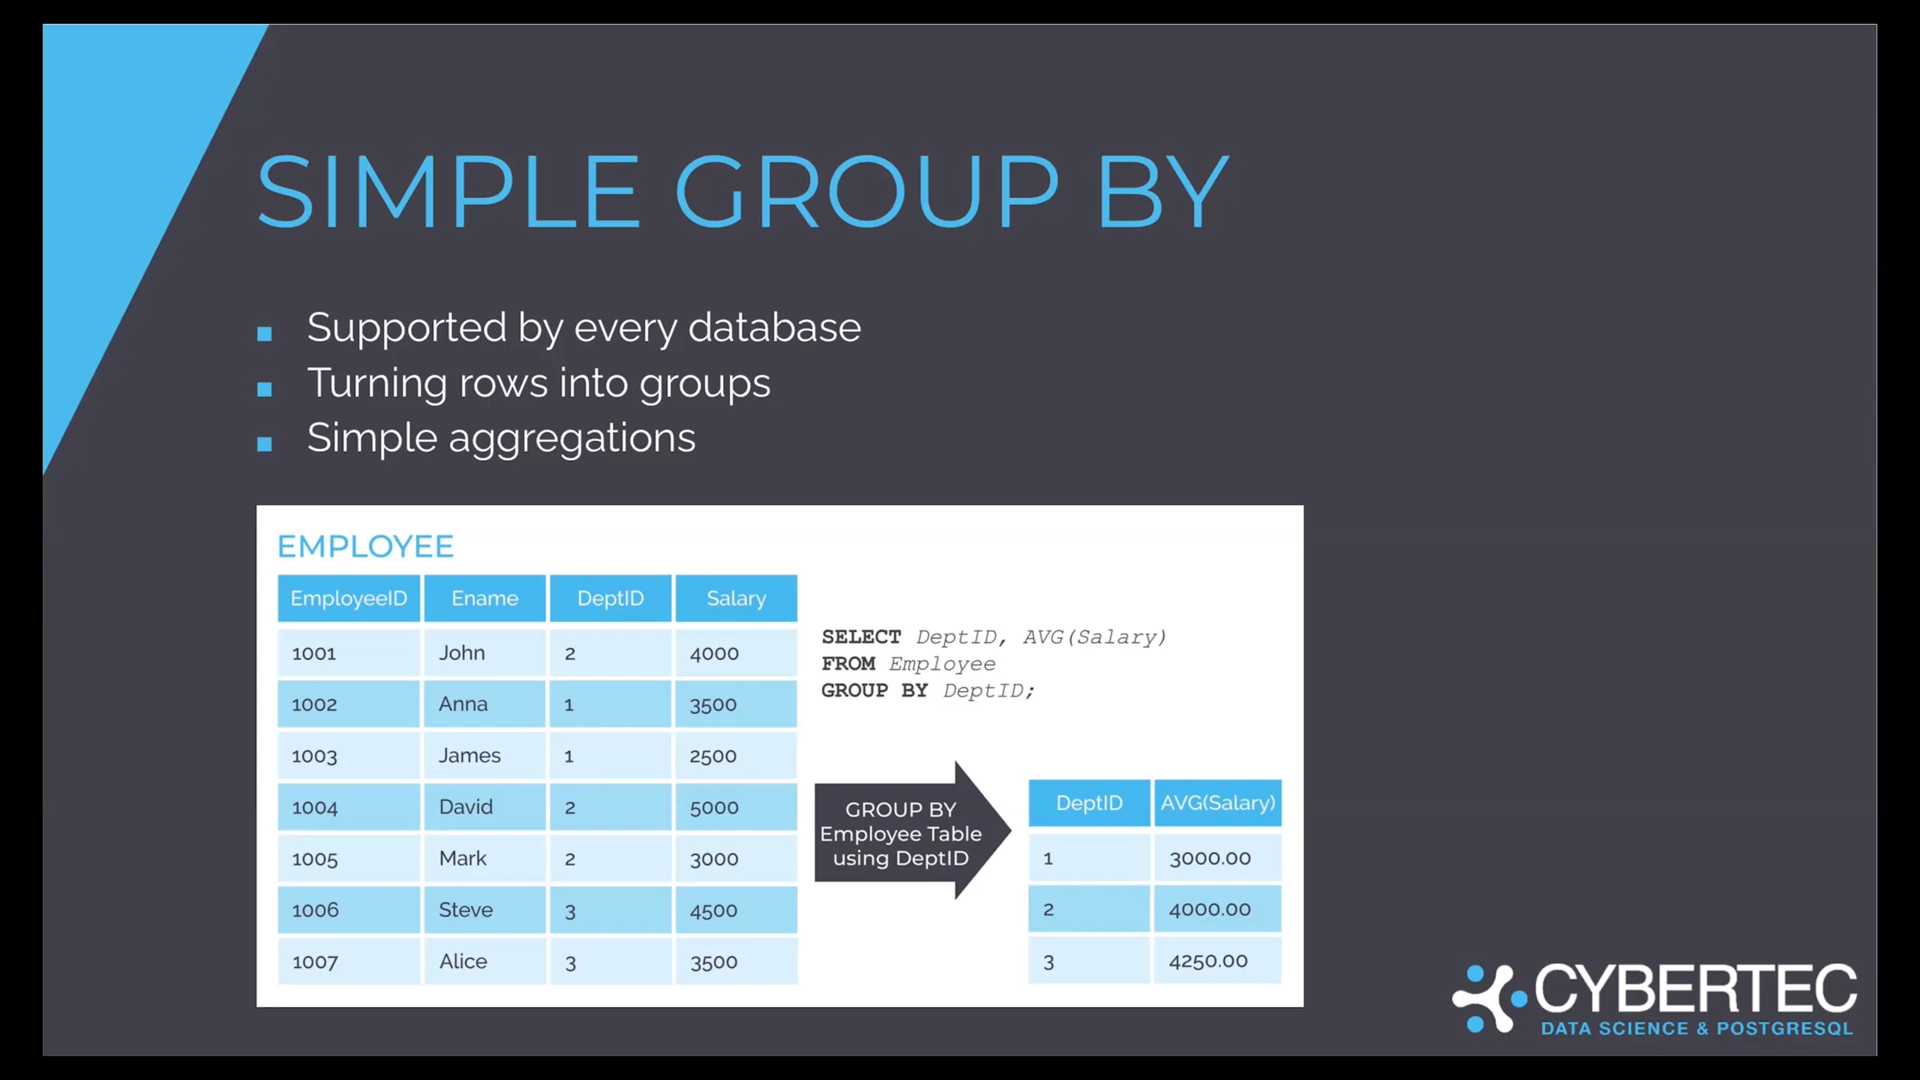 SIMPLE GROUP BY
Supported by every database
Turning rows into groups
Simple aggregations
EMPLOYEE
EmployeeID Ename DeptID Salary
1001 John 2 4000
1002 Anna 1 3500
1003 James 1 2500
1004 David 2 5000
1005 Mark 2 3000
1006 Steve 3 4500
1007 Alice 3 3500
SELECT DeptID, AVG(Salary)
FROM Employee
GROUP BY DeptID;
GROUP BY
Employee Table
using DeptID
DeptID AVG(Salary)
1 3000.00
2 4000.00
3 4250.00
CYBERTEC
DATA SCIENCE & POSTGRESQL